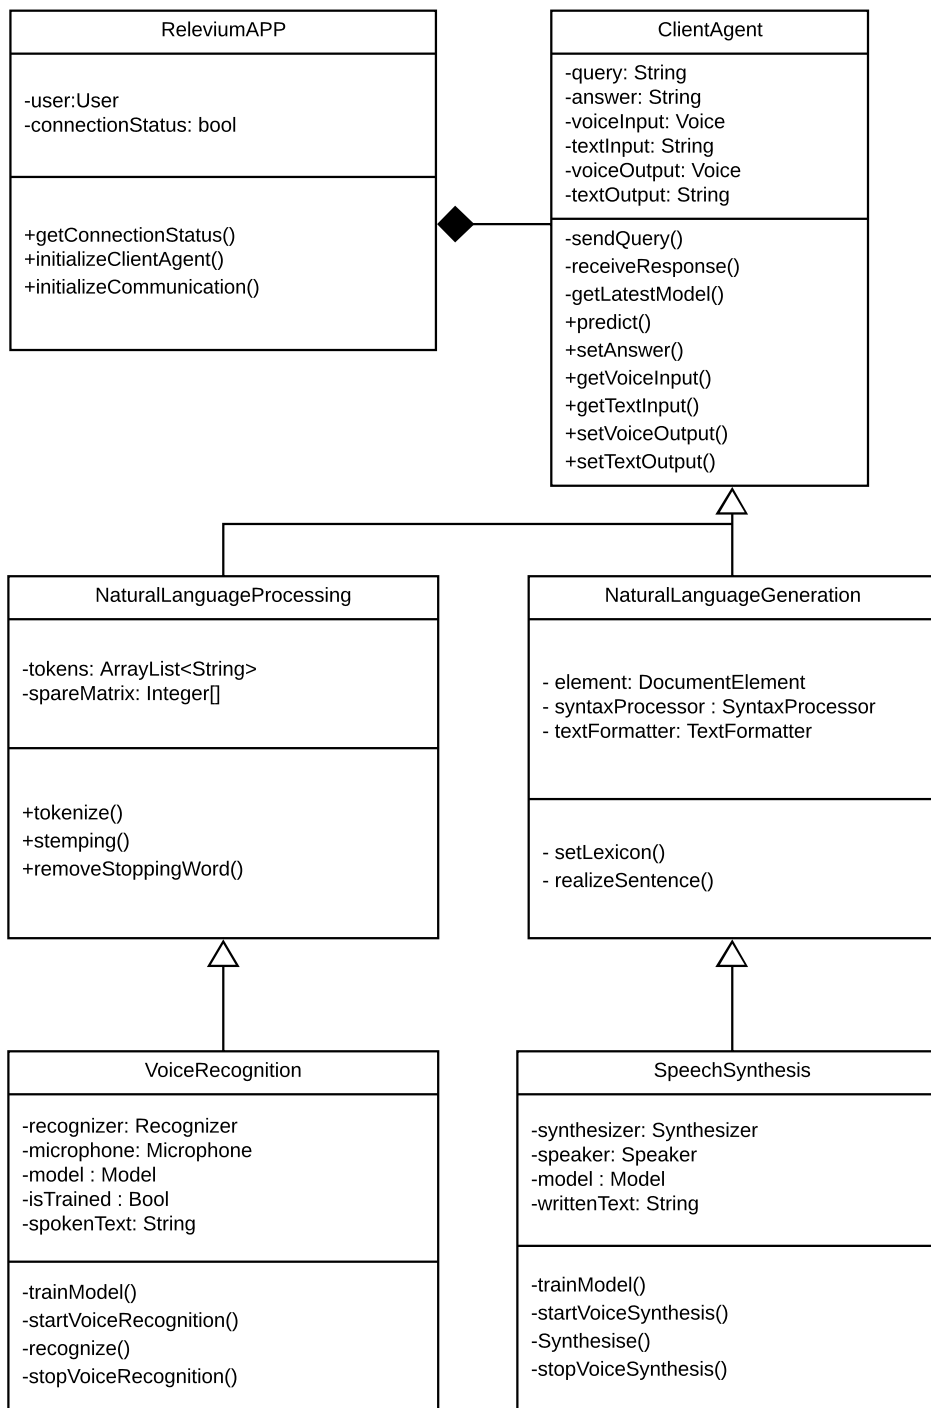 ReleviumAPP
-user:User
-connectionStatus: bool
+getConnectionStatus()
+initializeClientAgent()
+initializeCommunication()
ClientAgent
-query: String
-answer: String
-voiceInput: Voice
-textInput: String
-voiceOutput: Voice
-textOutput: String
-sendQuery()
-receiveResponse()
-getLatestModel()
+predict()
+setAnswer()
+getVoiceInput()
+getTextInput()
+setVoiceOutput()
+setTextOutput()
NaturalLanguageProcessing
-tokens: ArrayList<String>
-spareMatrix: Integer[]
+tokenize()
+stemping()
+removeStoppingWord()
NaturalLanguageGeneration
- element: DocumentElement
- syntaxProcessor : SyntaxProcessor
- textFormatter: TextFormatter
- setLexicon()
- realizeSentence()
VoiceRecognition
-recognizer: Recognizer
-microphone: Microphone
-model : Model
-isTrained : Bool
-spokenText: String
-trainModel()
-startVoiceRecognition()
-recognize()
-stopVoiceRecognition()
SpeechSynthesis
-synthesizer: Synthesizer
-speaker: Speaker
-model : Model
-writtenText: String
-trainModel()
-startVoiceSynthesis()
-Synthesise()
-stopVoiceSynthesis()